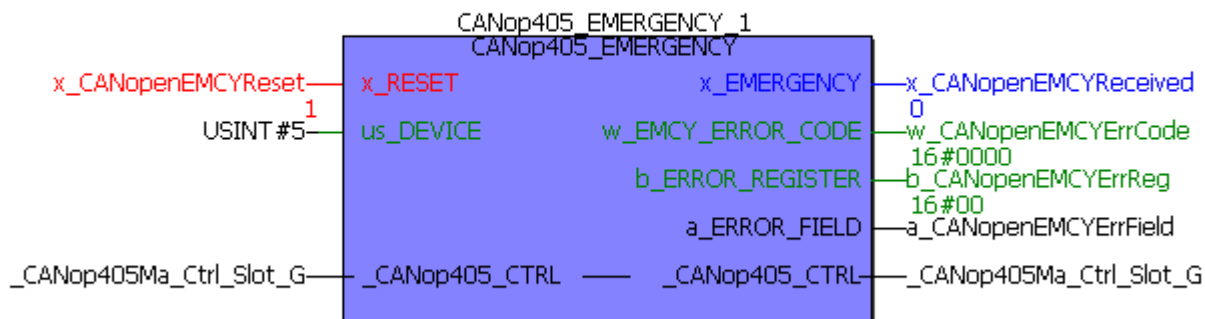 CANop405_EMERGENCY_1
CANop405_EMERGENCY
x_CANopenEMCYReset x_RESET x_EMERGENCY x_CANopenEMCYReceived
1 0
USINT#5 us_DEVICE w_EMCY_ERROR_CODE w_CANopenEMCYErrCode
16#0000
b_ERROR_REGISTER b_CANopenEMCYErrReg
16#00
a_ERROR_FIELD a_CANopenEMCYErrField
_CANop405Ma_Ctrl_Slot_G _CANop405_CTRL _CANop405_CTRL _CANop405Ma_Ctrl_Slot_G